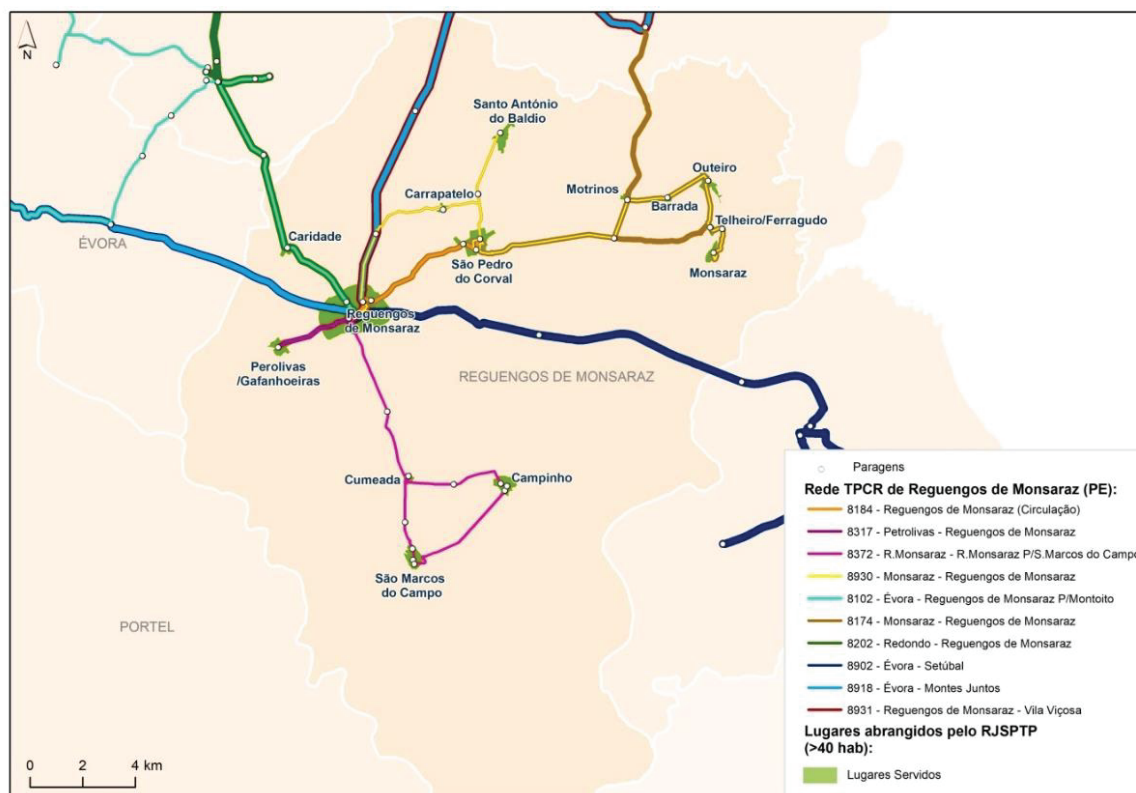 N
Santo António
do Baldio
Outeiro
Motrinos
Carrapatelo
Barrada
Telheiro/Ferragudo
ÉVORA
Caridade
São Pedro
do Corval
Monsaraz
Reguengos
de Monsaraz
Perolivas
/Gafanhoeiras
REGUENGOS DE MONSARAZ
Cumeada
Campinho
São Marcos
do Campo
PORTEL
Paragens
Rede TPCR de Reguengos de Monsaraz (PE):
8184 - Reguengos de Monsaraz (Circulação)
8317 - Petrolivas - Reguengos de Monsaraz
8372 - R.Monsaraz - R.Monsaraz P/S.Marcos do Campo
8930 - Monsaraz - Reguengos de Monsaraz
8102 - Évora - Reguengos de Monsaraz P/Montoito
8174 - Monsaraz - Reguengos de Monsaraz
8202 - Redondo - Reguengos de Monsaraz
8902 - Évora - Setúbal
8918 - Évora - Montes Juntos
8931 - Reguengos de Monsaraz - Vila Viçosa
Lugares abrangidos pelo RJSPTP
(>40 hab):
Lugares Servidos
0 2 4 km